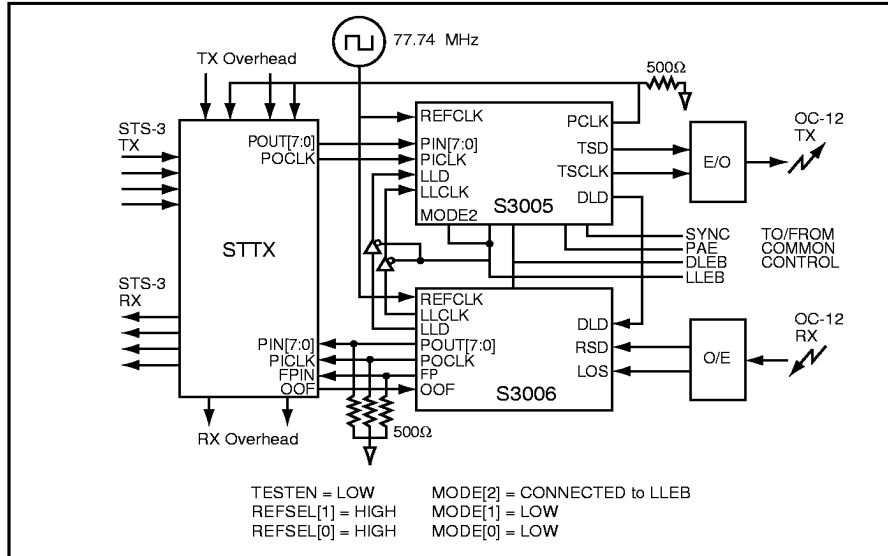 77.74 MHz
TX Overhead
500Ω
STS-3
TX
POUT[7:0]
POCLK
REFCLK
PIN[7:0]
PICLK
LLD
LLCLK
MODE2
PCLK
TSD
TSCLK
DLD
S3005
E/O
OC-12
TX
STTX
SYNC
PAE
DLEB
LLEB
TO/FROM
COMMON
CONTROL
STS-3
RX
PIN[7:0]
PICLK
FPIN
OOF
REFCLK
LLCLK
LLD
POUT[7:0]
POCLK
FP
OOF
DLD
RSD
LOS
S3006
O/E
OC-12
RX
RX Overhead
500Ω
TESTEN = LOW
REFSEL[1] = HIGH
REFSEL[0] = HIGH
MODE[2] = CONNECTED to LLEB
MODE[1] = LOW
MODE[0] = LOW